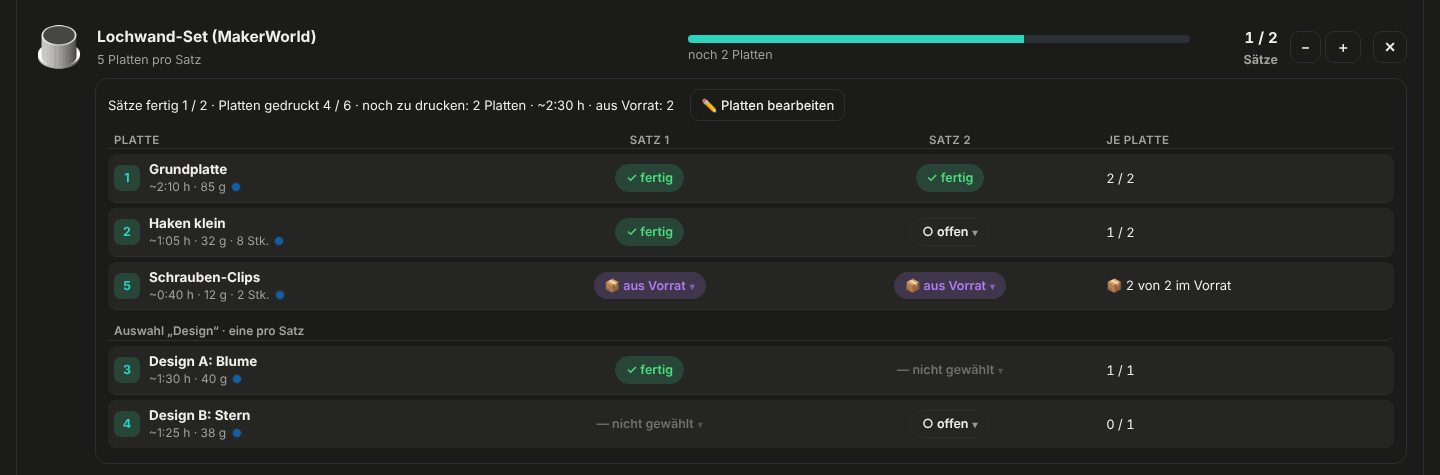 Lochwand-Set (MakerWorld)
5 Platten pro Satz
noch 2 Platten
1 / 2
Sätze
− + ✕
Sätze fertig 1 / 2 · Platten gedruckt 4 / 6 · noch zu drucken: 2 Platten · ~2:30 h · aus Vorrat: 2
✏️ Platten bearbeiten
PLATTE SATZ 1 SATZ 2 JE PLATTE
1 Grundplatte ✓ fertig ✓ fertig 2 / 2
~2:10 h · 85 g
2 Haken klein ✓ fertig O offen ▾ 1 / 2
~1:05 h · 32 g · 8 Stk.
5 Schrauben-Clips 📦 aus Vorrat ▾ 📦 aus Vorrat ▾ 📦 2 von 2 im Vorrat
~0:40 h · 12 g · 2 Stk.
Auswahl „Design“ · eine pro Satz
3 Design A: Blume ✓ fertig — nicht gewählt ▾ 1 / 1
~1:30 h · 40 g
4 Design B: Stern — nicht gewählt ▾ O offen ▾ 0 / 1
~1:25 h · 38 g